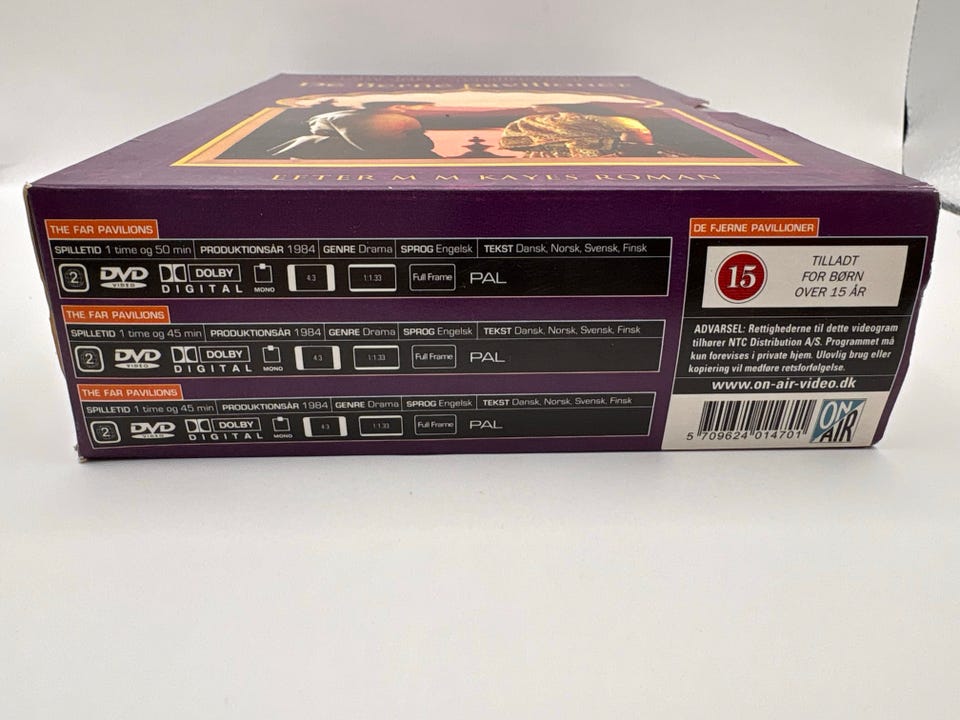 De fjerne pavillioner
EFTER M M KAYES ROMAN
THE FAR PAVILIONS
SPILLETID 1 time og 50 min PRODUKTIONSÅR 1984 GENRE Drama SPROG Engelsk TEKST Dansk, Norsk, Svensk, Finsk
2 DVD VIDEO DOLBY DIGITAL MONO 4:3 1:1.33 Full Frame PAL
THE FAR PAVILIONS
SPILLETID 1 time og 45 min PRODUKTIONSÅR 1984 GENRE Drama SPROG Engelsk TEKST Dansk, Norsk, Svensk, Finsk
2 DVD VIDEO DOLBY DIGITAL MONO 4:3 1:1.33 Full Frame PAL
THE FAR PAVILIONS
SPILLETID 1 time og 45 min PRODUKTIONSÅR 1984 GENRE Drama SPROG Engelsk TEKST Dansk, Norsk, Svensk, Finsk
2 DVD VIDEO DOLBY DIGITAL MONO 4:3 1:1.33 Full Frame PAL
DE FJERNE PAVILLIONER
15
TILLADT
FOR BØRN
OVER 15 ÅR
ADVARSEL: Rettighederne til dette videogram
tilhører NTC Distribution A/S. Programmet må
kun forevises i private hjem. Ulovlig brug eller
kopiering vil medføre retsforfølgelse.
www.on-air-video.dk
5 709624 014701
ON
AIR